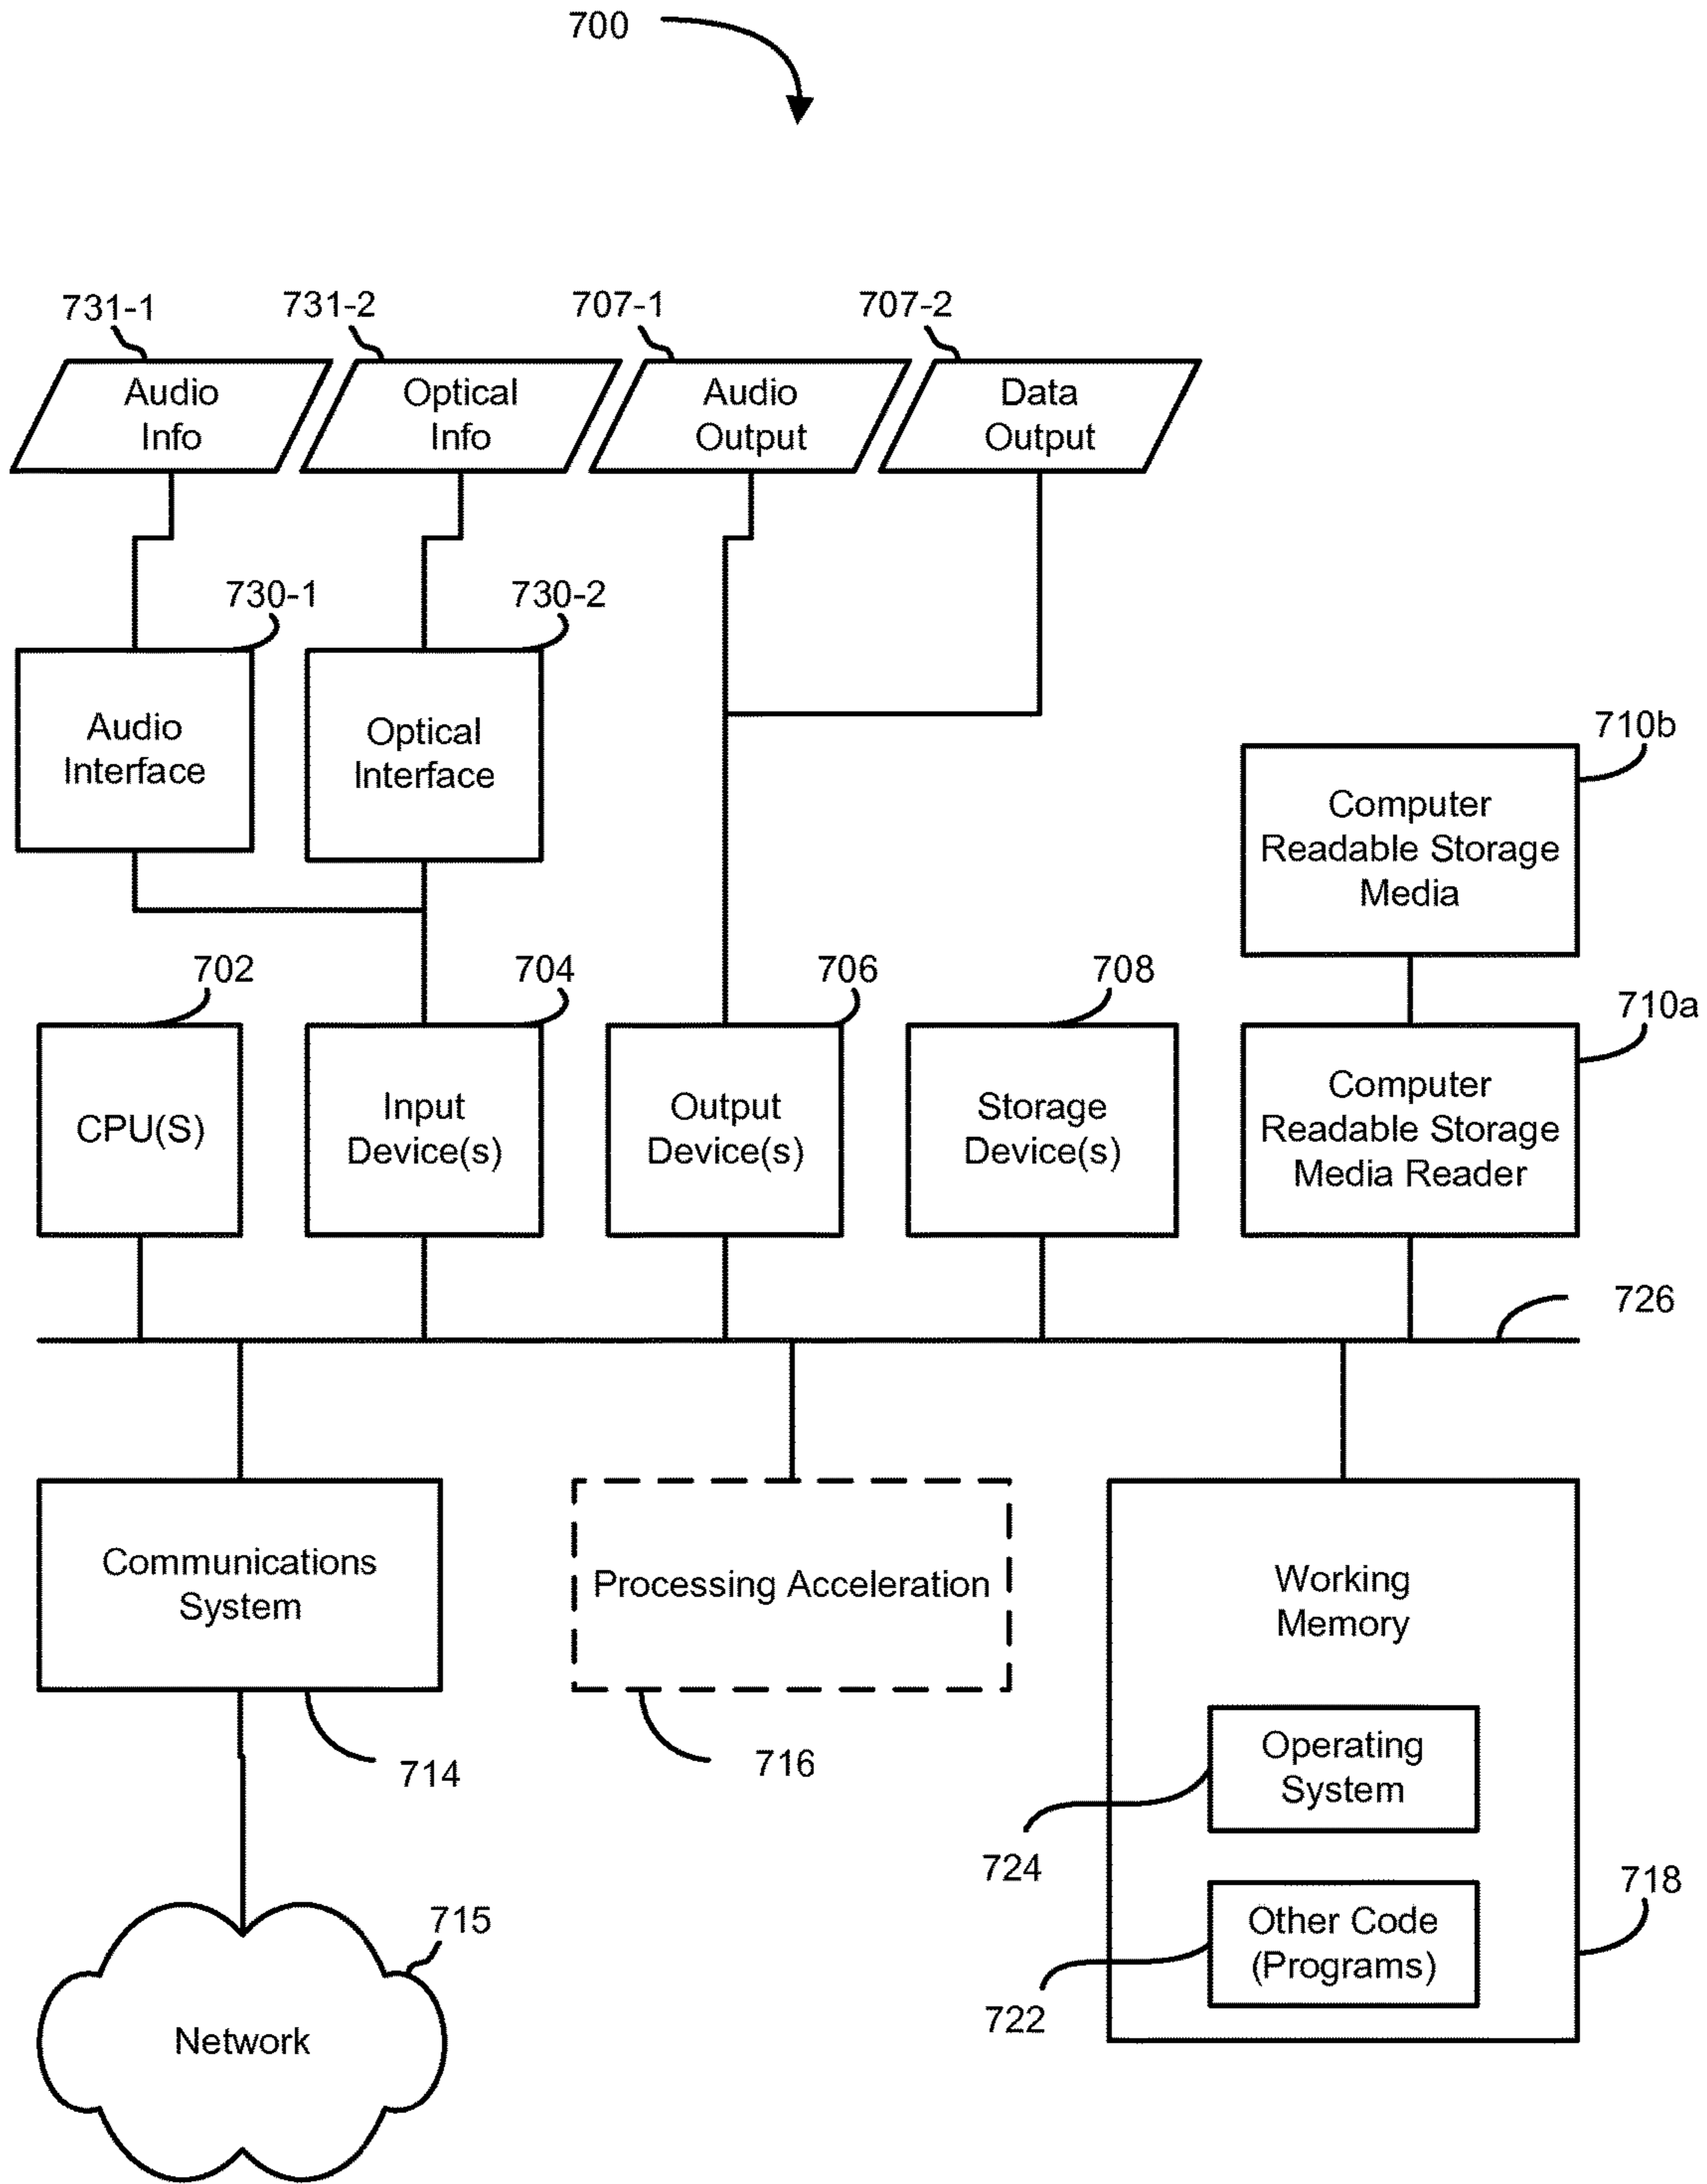 700
731-1
731-2
707-1
707-2
Audio
Info
Optical
Info
Audio
Output
Data
Output
730-1
730-2
Audio
Interface
Optical
Interface
710b
Computer
Readable Storage
Media
702
704
706
708
710a
CPU(S)
Input
Device(s)
Output
Device(s)
Storage
Device(s)
Computer
Readable Storage
Media Reader
726
Communications
System
Processing Acceleration
Working
Memory
714
716
Operating
System
724
718
Other Code
(Programs)
722
715
Network